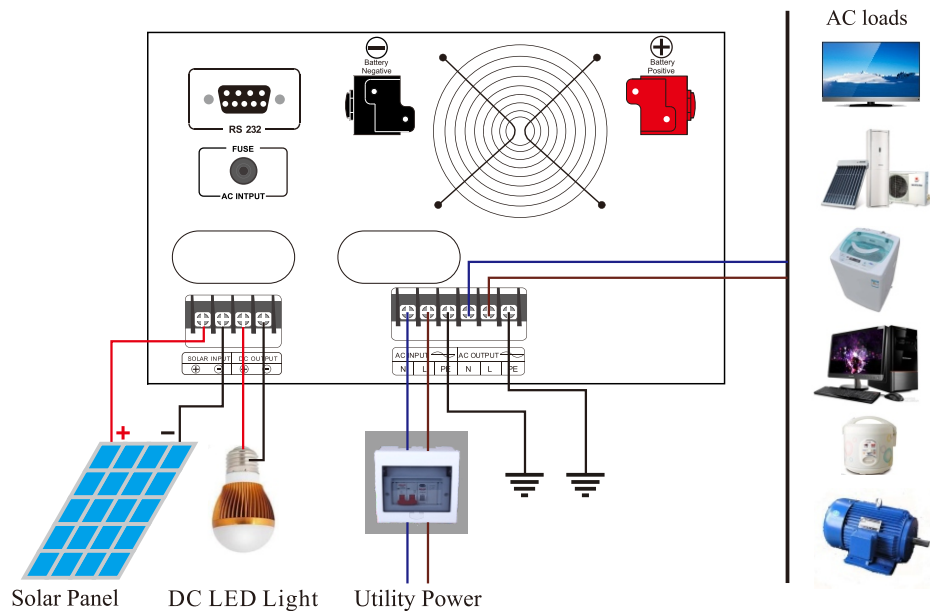 AC loads
Battery
Negative
Battery
Positive
RS 232
FUSE
AC INTPUT
SOLAR INPUT DC OUTPUT
+ - + -
AC INPUT AC OUTPUT
N L PE N L PE
+ -
Solar Panel
DC LED Light
Utility Power